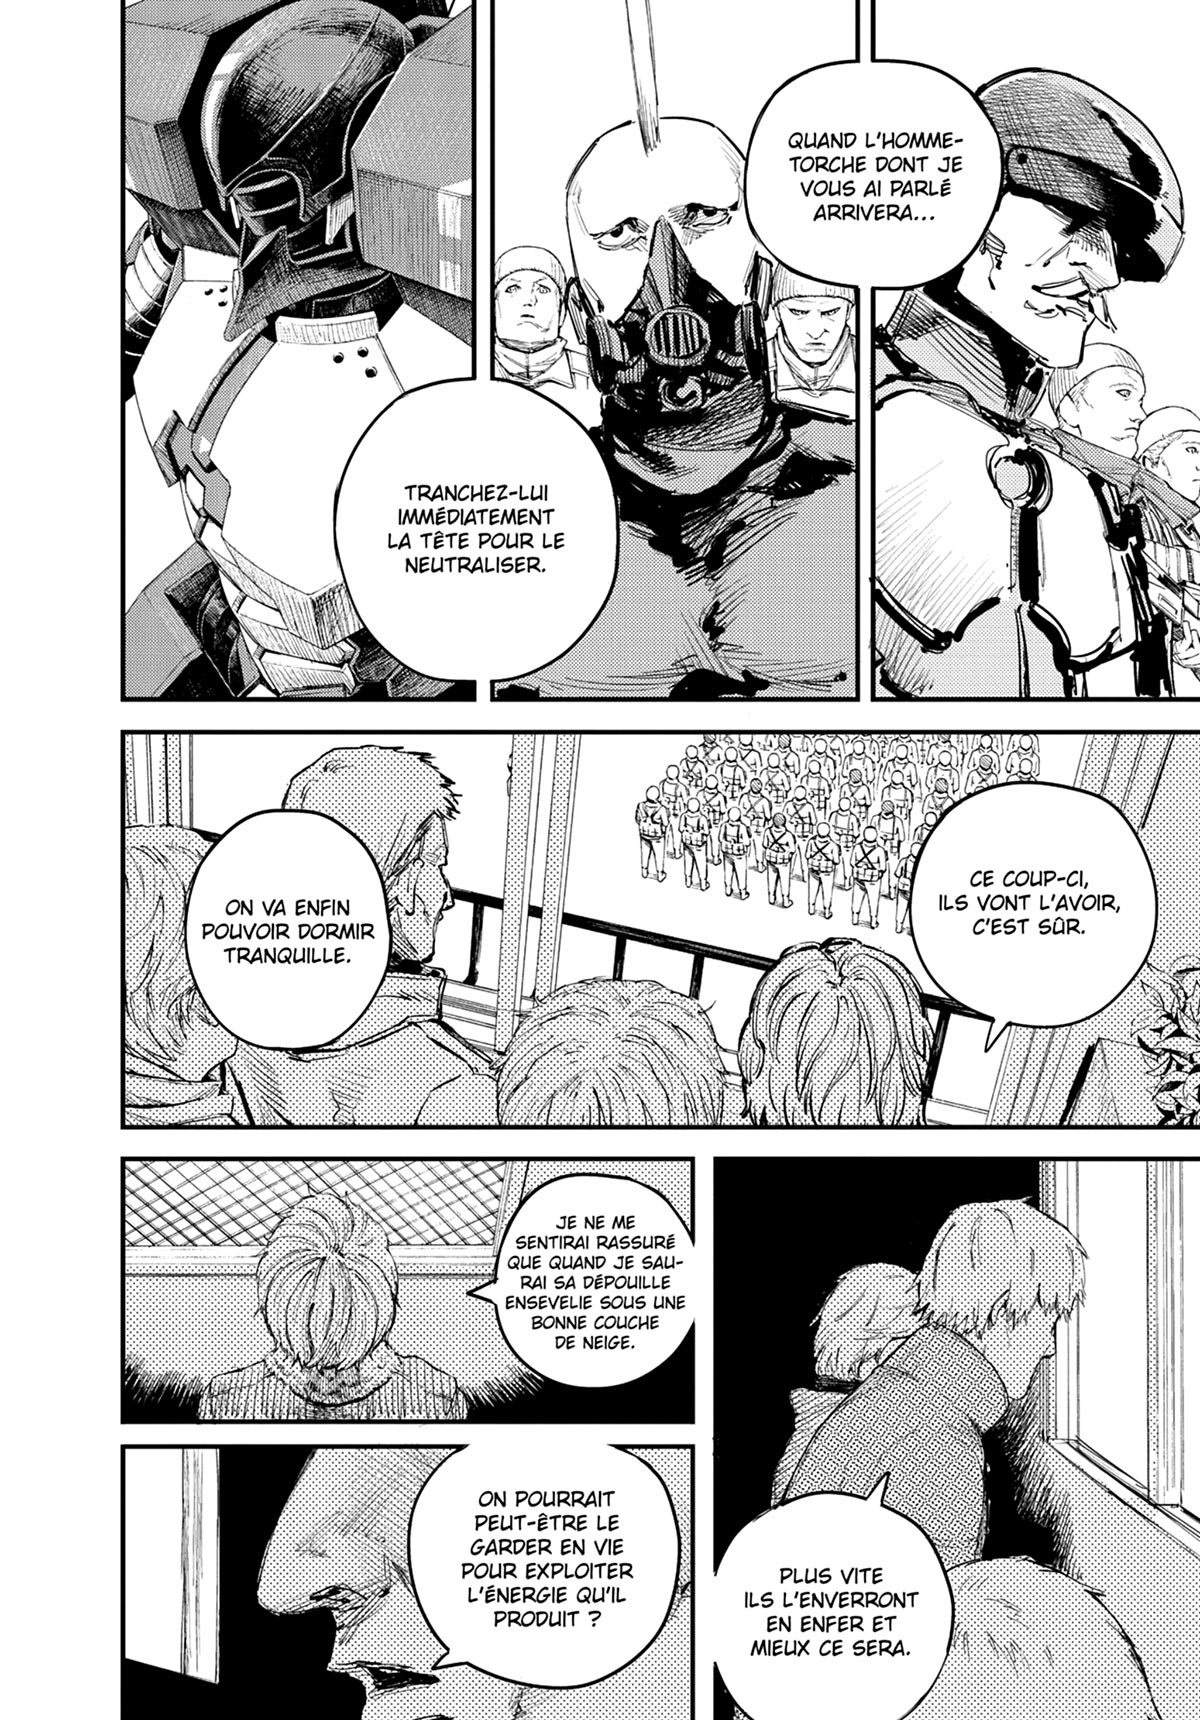 QUAND L'HOMME-
TORCHE DONT JE
VOUS AI PARLÉ
ARRIVERA...
TRANCHEZ-LUI
IMMÉDIATEMENT
LA TÊTE POUR LE
NEUTRALISER.
CE COUP-CI,
ILS VONT L'AVOIR,
C'EST SÛR.
ON VA ENFIN
POUVOIR DORMIR
TRANQUILLE.
PLUS VITE
ILS L'ENVERRONT
EN ENFER ET
MIEUX CE SERA.
JE NE ME
SENTIRAI RASSURÉ
QUE QUAND JE SAU-
RAI SA DÉPOUILLE
ENSEVELIE SOUS UNE
BONNE COUCHE
DE NEIGE.
ON POURRAIT
PEUT-ÊTRE LE
GARDER EN VIE
POUR EXPLOITER
L'ÉNERGIE QU'IL
PRODUIT ?